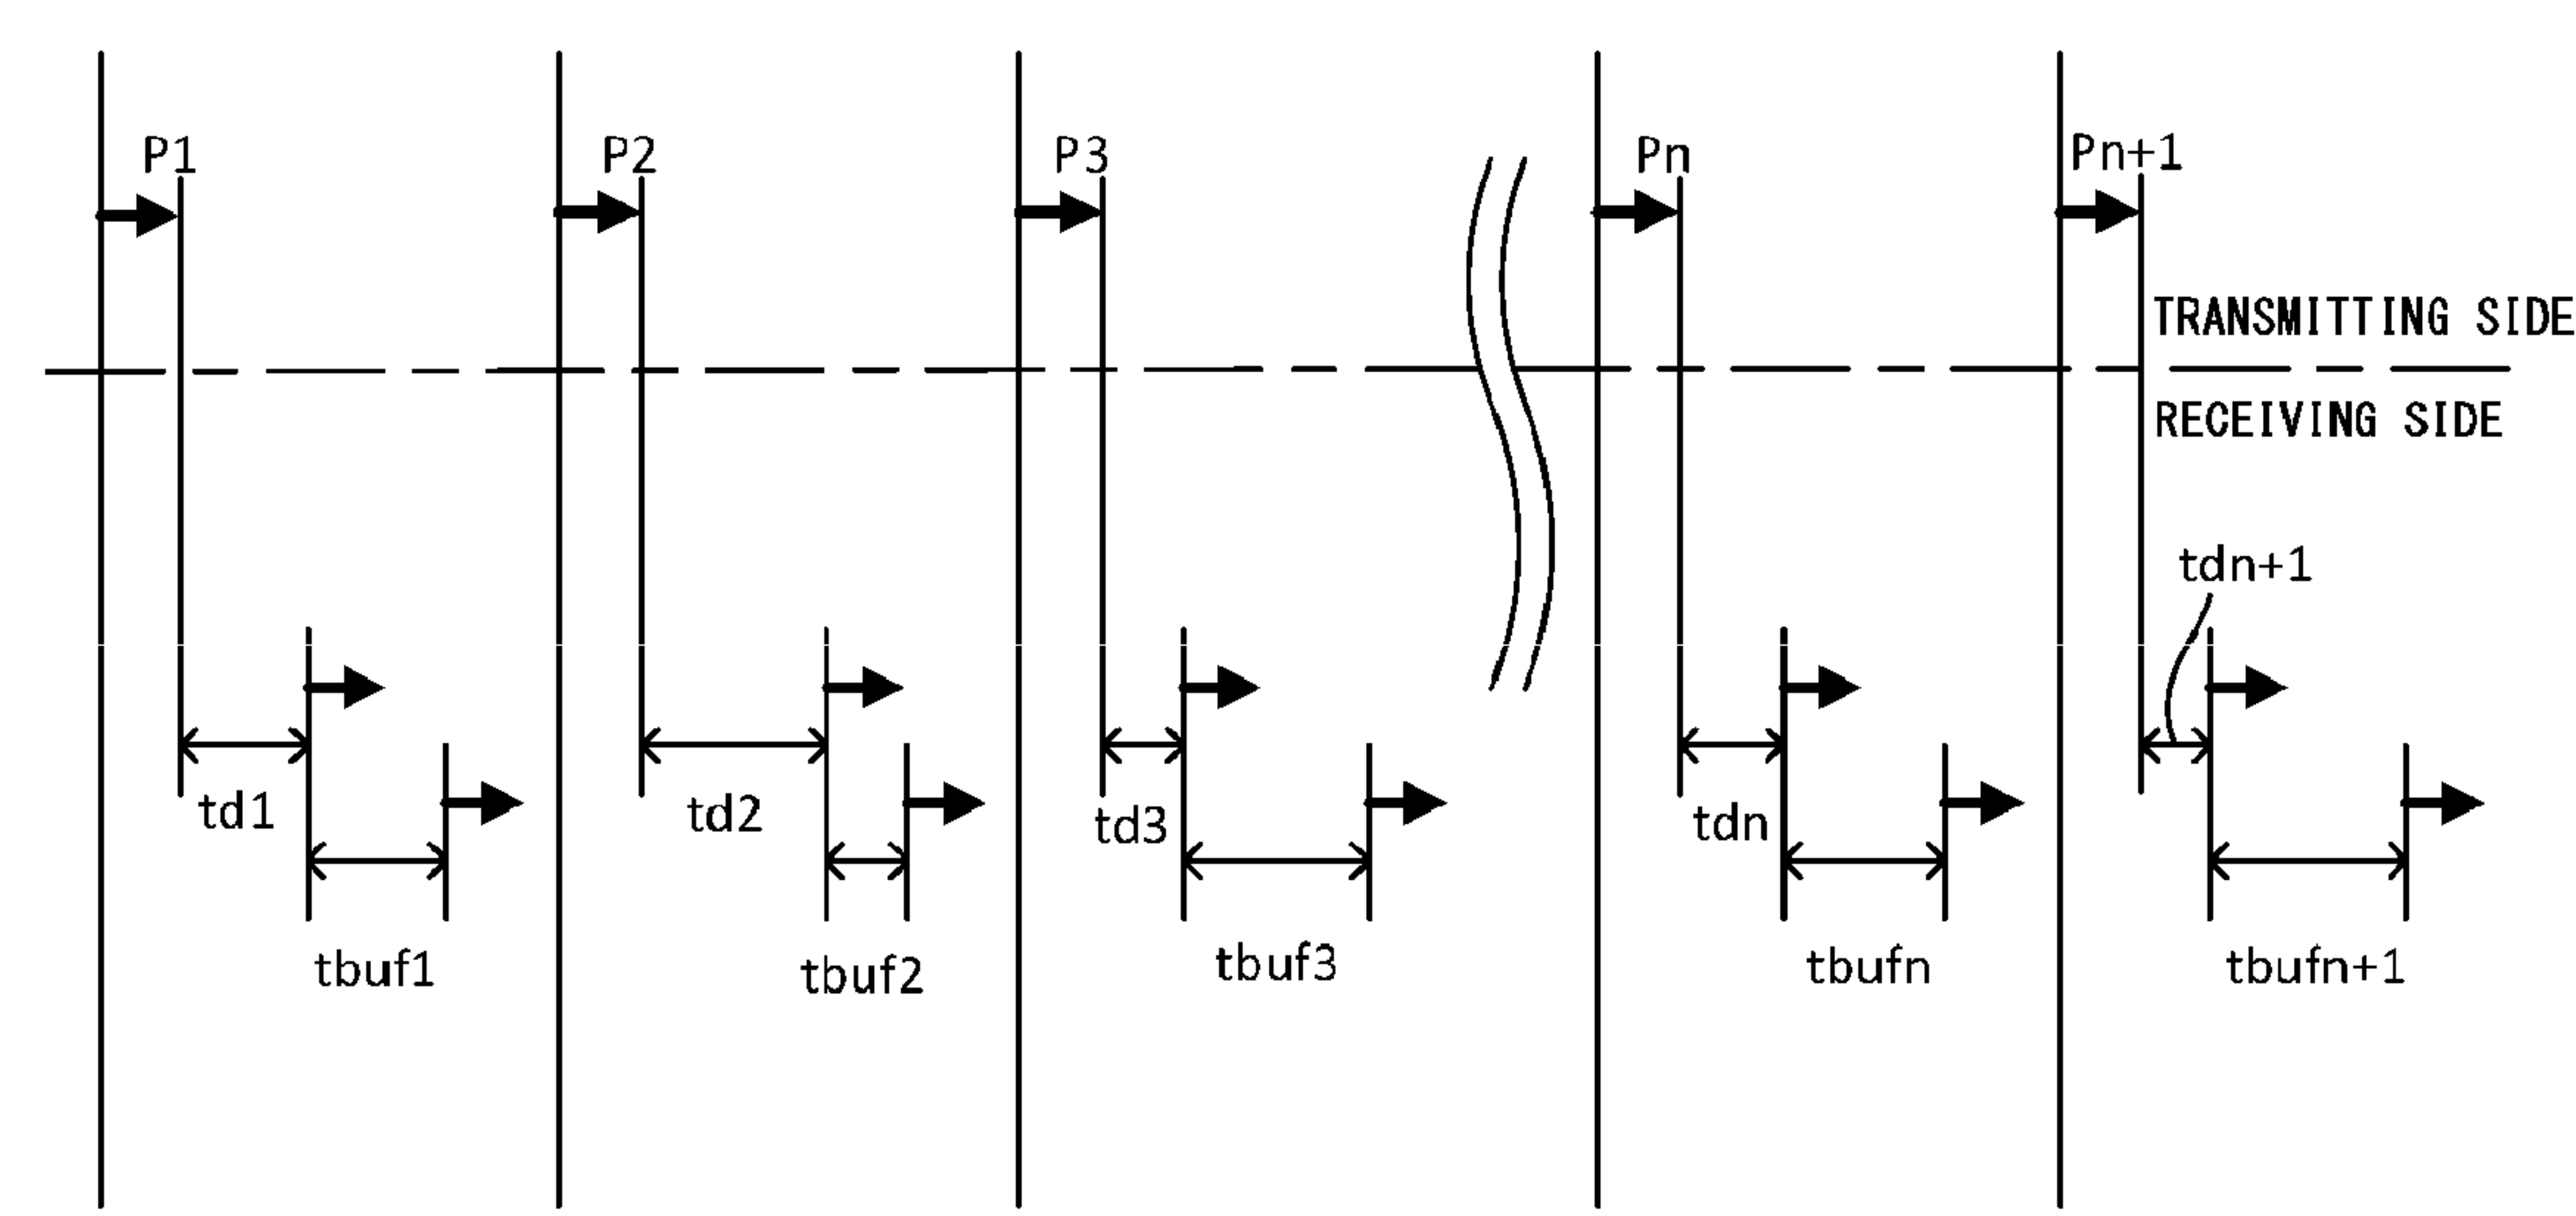 P1
P2
P3
Pn
Pn+1
TRANSMITTING SIDE
RECEIVING SIDE
tdn+1
td1
td2
td3
tdn
tbuf1
tbuf2
tbuf3
tbufn
tbufn+1